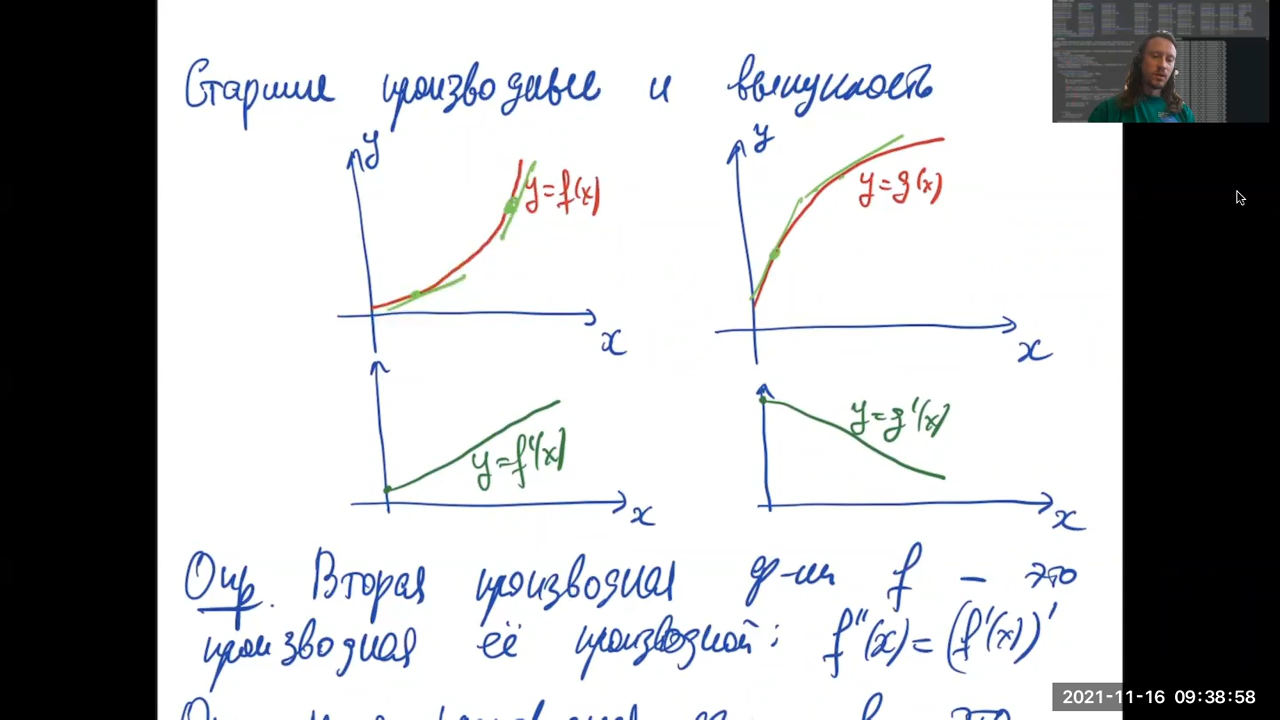 Старшие производные и выпуклость
y
y
y=f(x)
y=g(x)
x
x
y=f'(x)
y=g'(x)
x
x
Опр. Вторая производная ф-ии f – это
производная её производной: f''(x)=(f'(x))'
2021-11-16 09:38:58